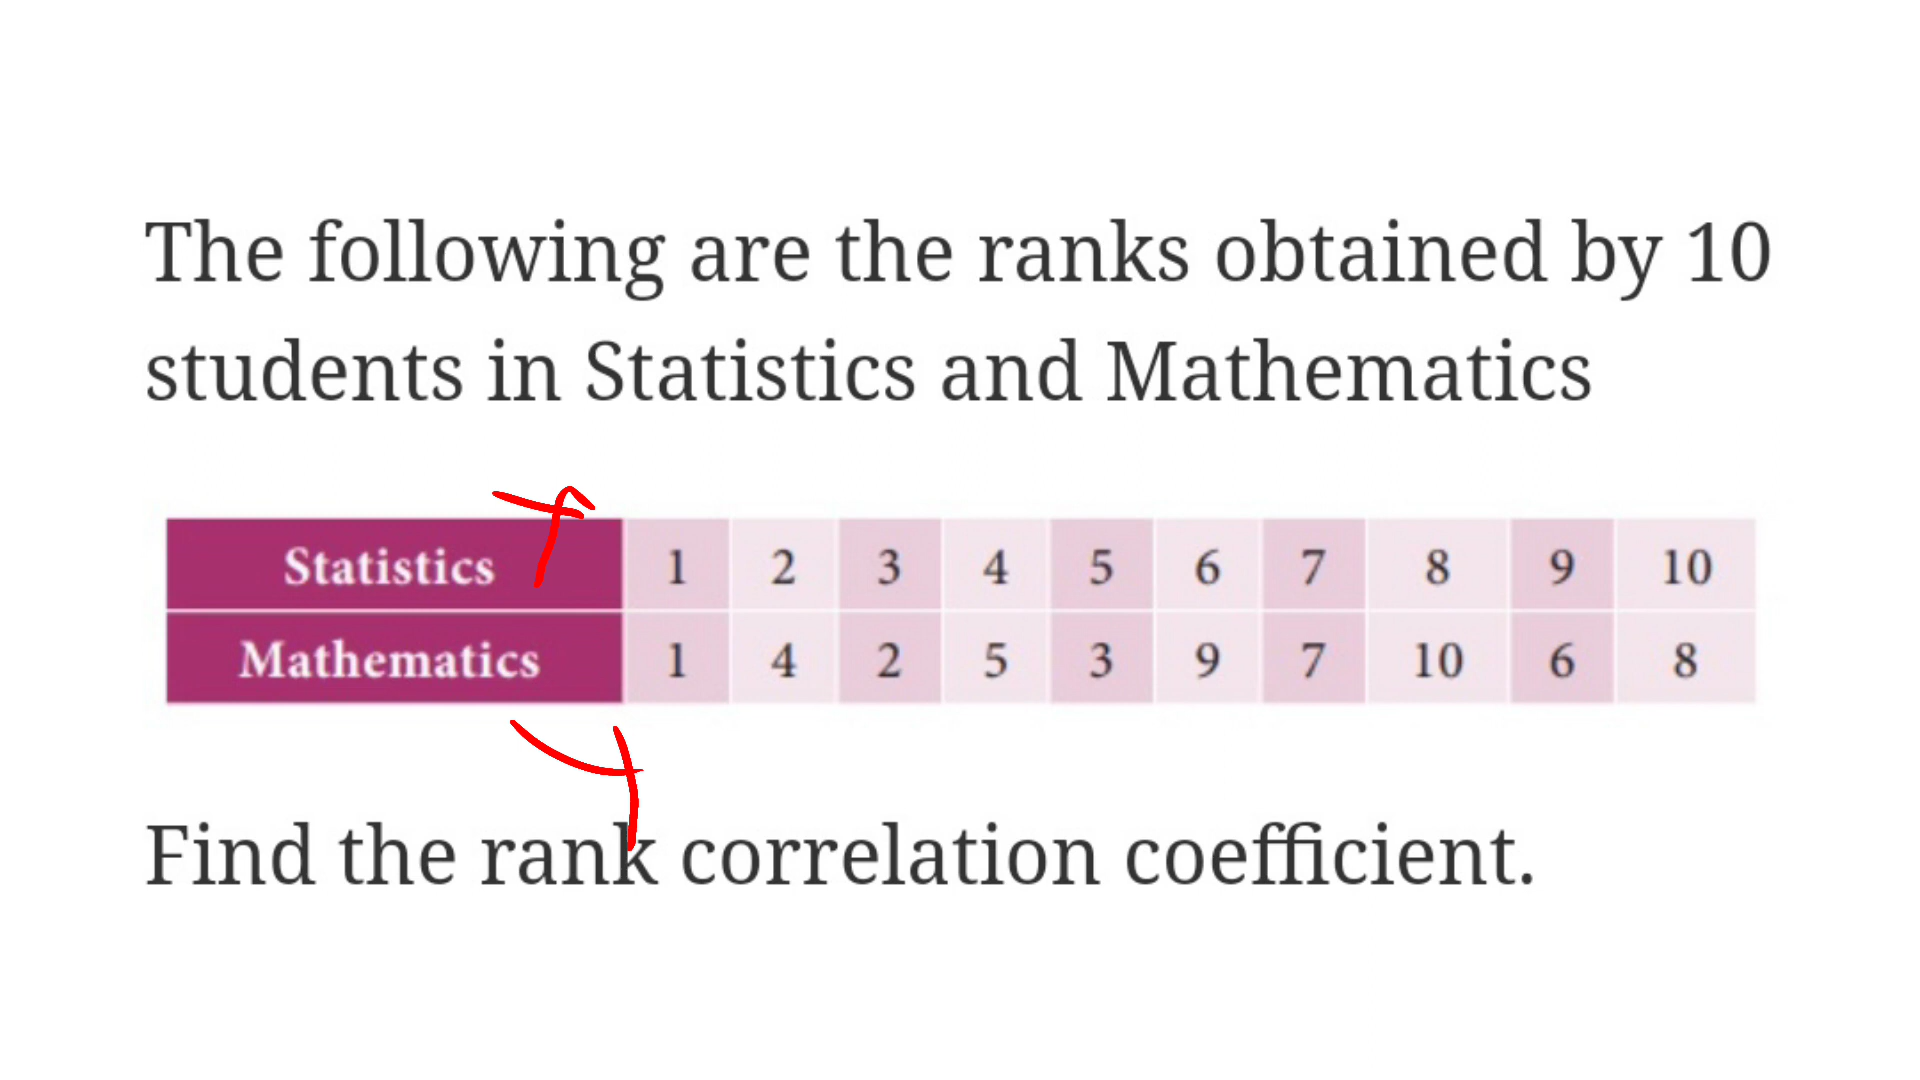 The following are the ranks obtained by 10
students in Statistics and Mathematics
Statistics 1 2 3 4 5 6 7 8 9 10
Mathematics 1 4 2 5 3 9 7 10 6 8
Find the rank correlation coefficient.